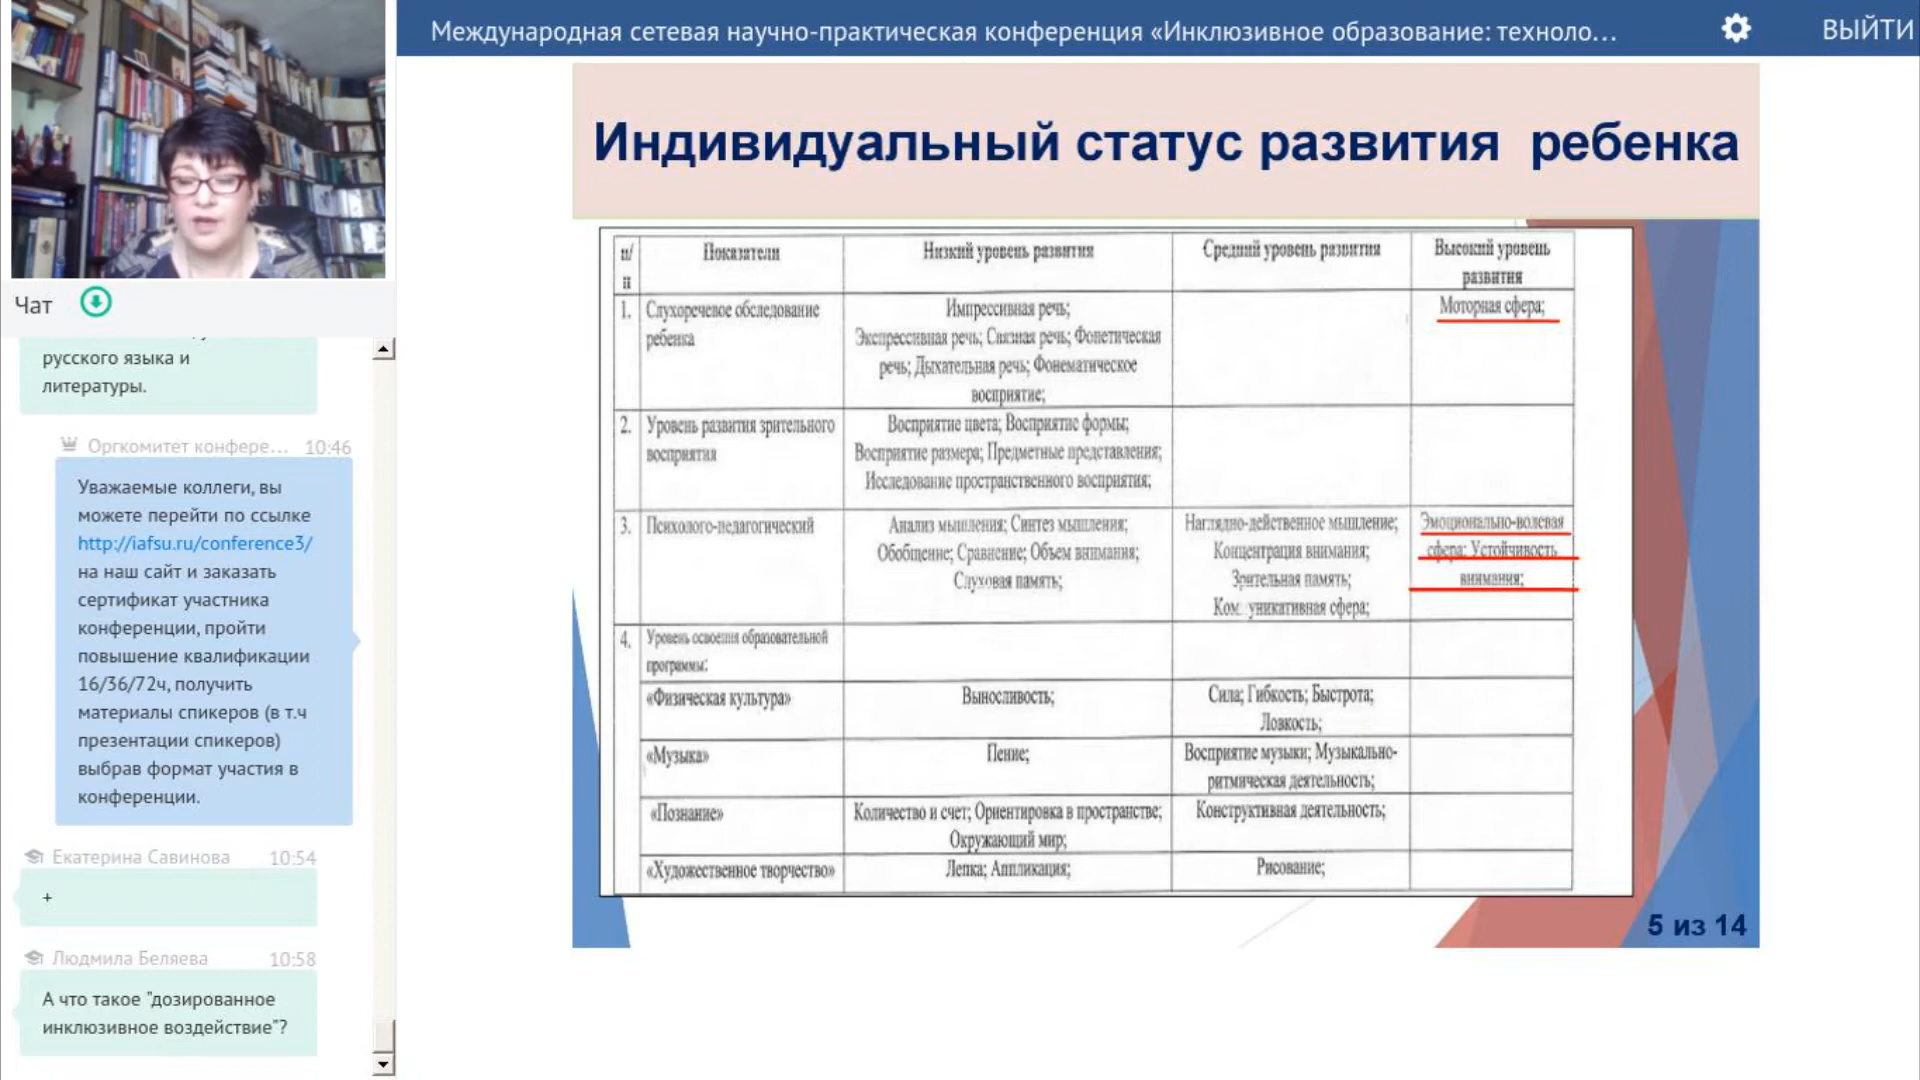 Международная сетевая научно-практическая конференция «Инклюзивное образование: техноло...
ВЫЙТИ
Чат
русского языка и
литературы.
Оргкомитет конфере... 10:46
Уважаемые коллеги, вы
можете перейти по ссылке
http://iafsu.ru/conference3/
на наш сайт и заказать
сертификат участника
конференции, пройти
повышение квалификации
16/36/72ч, получить
материалы спикеров (в т.ч
презентации спикеров)
выбрав формат участия в
конференции.
Екатерина Савинова 10:54
+
Людмила Беляева 10:58
А что такое "дозированное
инклюзивное воздействие"?
Индивидуальный статус развития ребенка
п/
п
Показатели
Низкий уровень развития
Средний уровень развития
Высокий уровень
развития
1.
Слухоречевое обследование
ребенка
Импрессивная речь;
Экспрессивная речь; Связная речь; Фонетическая
речь; Дыхательная речь; Фонематическое
восприятие;
Моторная сфера;
2.
Уровень развития зрительного
восприятия
Восприятие цвета; Восприятие формы;
Восприятие размера; Предметные представления;
Исследование пространственного восприятия;
3.
Психолого-педагогический
Анализ мышления; Синтез мышления;
Обобщение; Сравнение; Объем внимания;
Слуховая память;
Наглядно-действенное мышление;
Концентрация внимания;
Зрительная память;
Ком уникативная сфера;
Эмоционально-волевая
сфера; Устойчивость
внимания;
4.
Уровень освоения образовательной
программы:
«Физическая культура»
Выносливость;
Сила; Гибкость; Быстрота;
Ловкость;
«Музыка»
Пение;
Восприятие музыки; Музыкально-
ритмическая деятельность;
«Познание»
Количество и счет; Ориентировка в пространстве;
Окружающий мир;
Конструктивная деятельность;
«Художественное творчество»
Лепка; Аппликация;
Рисование;
5 из 14